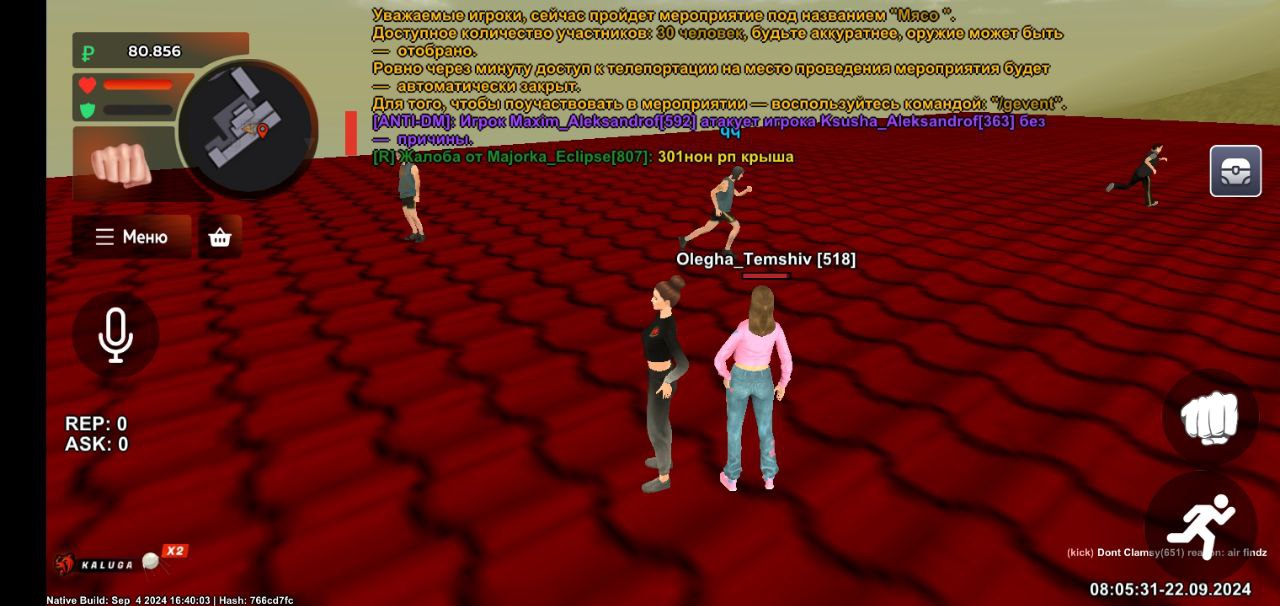 Уважаемые игроки, сейчас пройдет мероприятие под названием "Мясо ".
Доступное количество участников: 30 человек, будьте аккуратнее, оружие может быть
— отобрано.
Ровно через минуту доступ к телепортации на место проведения мероприятия будет
— автоматически закрыт.
Для того, чтобы поучаствовать в мероприятии — воспользуйтесь командой: "/gevent".
[ANTI-DM]: Игрок Maxim_Aleksandrof[592] атакует игрока Ksusha_Aleksandrof[363] без
— причины.
чч
[R] Жалоба от Majorka_Eclipse[807]: 301нон рп крыша
80.856
Меню
Olegha_Temshiv [518]
REP: 0
ASK: 0
KALUGA X2
(kick) Dont Clamsy(651) reason: air findz
08:05:31-22.09.2024
Native Build: Sep 4 2024 16:40:03 | Hash: 766cd7fc